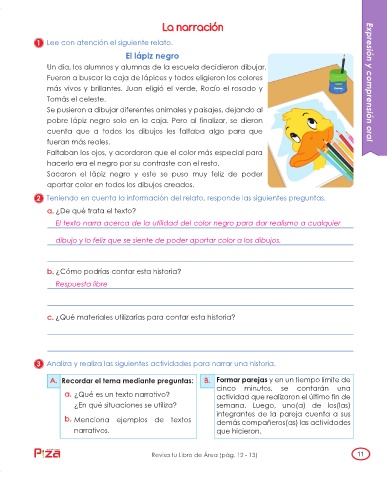 La narración
1 Lee con atención el siguiente relato.
El lápiz negro
Un día, los alumnos y alumnas de la escuela decidieron dibujar.
Fueron a buscar la caja de lápices y todos eligieron los colores
más vivos y brillantes. Juan eligió el verde, Rocío el rosado y
Tomás el celeste.
Se pusieron a dibujar diferentes animales y paisajes, dejando al
pobre lápiz negro solo en la caja. Pero al finalizar, se dieron
cuenta que a todos los dibujos les faltaba algo para que
fueran más reales.
Faltaban los ojos, y acordaron que el color más especial para
hacerlo era el negro por su contraste con el resto.
Sacaron el lápiz negro y este se puso muy feliz de poder
aportar color en todos los dibujos creados.
Expresión y comprensión oral
2 Teniendo en cuenta la información del relato, responde las siguientes preguntas.
a. ¿De qué trata el texto?
El texto narra acerca de la utilidad del color negro para dar realismo a cualquier
dibujo y lo feliz que se siente de poder aportar color a los dibujos.
b. ¿Cómo podrías contar esta historia?
Respuesta libre
c. ¿Qué materiales utilizarías para contar esta historia?
3 Analiza y realiza las siguientes actividades para narrar una historia.
A. Recordar el tema mediante preguntas:
a. ¿Qué es un texto narrativo?
¿En qué situaciones se utiliza?
b. Menciona ejemplos de textos
narrativos.
B. Formar parejas y en un tiempo límite de
cinco minutos, se contarán una
actividad que realizaron el último fin de
semana. Luego, uno(a) de los(las)
integrantes de la pareja cuenta a sus
demás compañeros(as) las actividades
que hicieron.
Piza
Revisa tu Libro de Área (pág. 12 - 13)
11